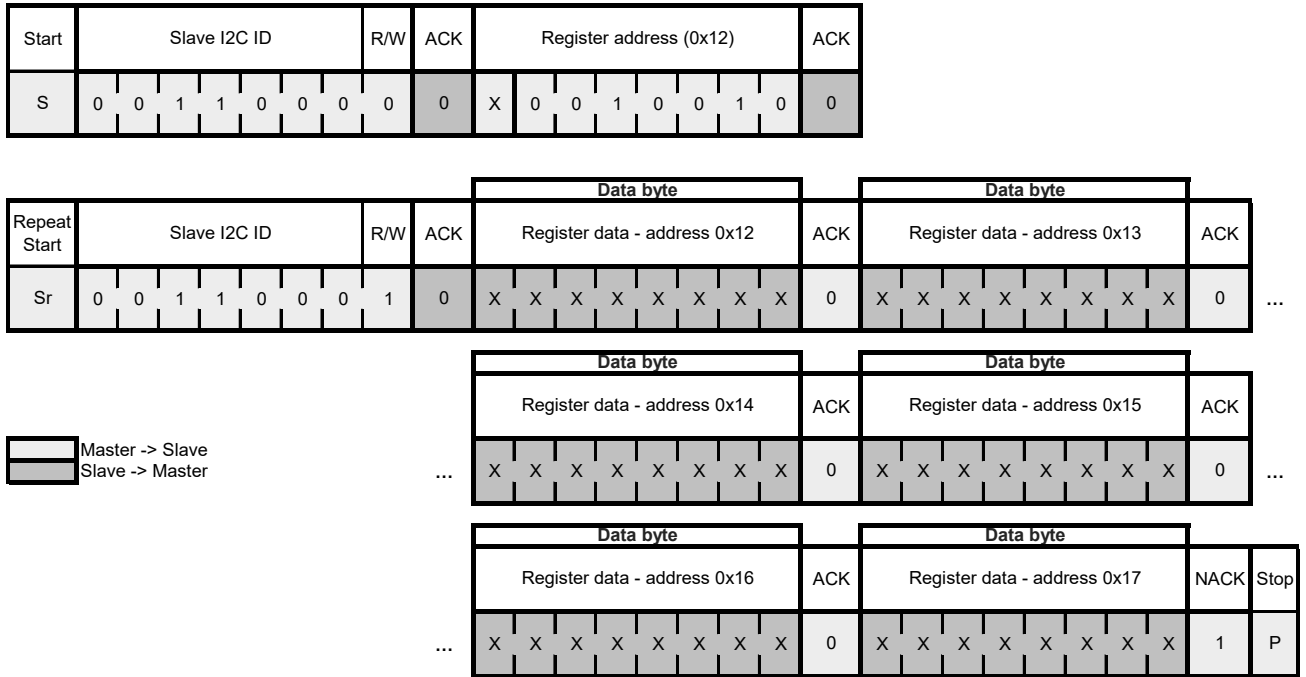 Start Slave I2C ID R/W ACK Register address (0x12) ACK
S 0 0 1 1 0 0 0 0 0 X 0 0 1 0 0 1 0 0
Data byte Data byte
Repeat
Start Slave I2C ID R/W ACK Register data - address 0x12 ACK Register data - address 0x13 ACK
Sr 0 0 1 1 0 0 0 1 0 X X X X X X X X 0 X X X X X X X X 0 ...
Data byte Data byte
Register data - address 0x14 ACK Register data - address 0x15 ACK
Master -> Slave
Slave -> Master
... X X X X X X X X 0 X X X X X X X X 0 ...
Data byte Data byte
Register data - address 0x16 ACK Register data - address 0x17 NACK Stop
... X X X X X X X X 0 X X X X X X X X 1 P